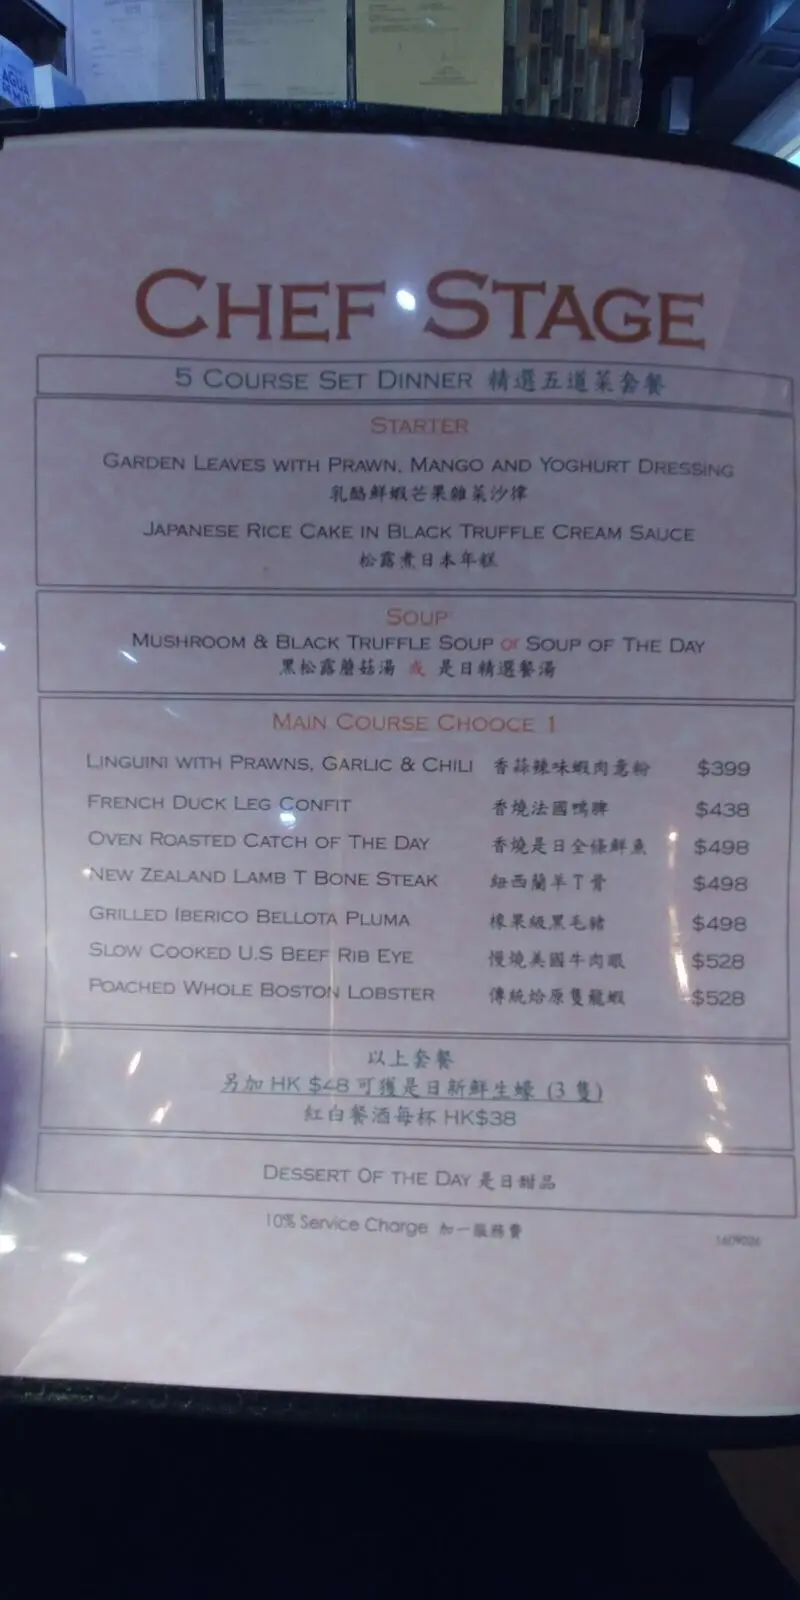 AGUA
CHEF STAGE
5 COURSE SET DINNER 精選五道菜套餐
STARTER
GARDEN LEAVES WITH PRAWN, MANGO AND YOGHURT DRESSING
乳酪鮮蝦芒果雜菜沙律
JAPANESE RICE CAKE IN BLACK TRUFFLE CREAM SAUCE
松露煮日本年糕
SOUP
MUSHROOM & BLACK TRUFFLE SOUP or SOUP OF THE DAY
黑松露蘑菇湯 或 是日精選餐湯
MAIN COURSE CHOOCE 1
LINGUINI WITH PRAWNS, GARLIC & CHILI 香蒜辣味蝦肉意粉 $399
FRENCH DUCK LEG CONFIT 香燒法國鴨脾 $438
OVEN ROASTED CATCH OF THE DAY 香燒是日全條鮮魚 $498
NEW ZEALAND LAMB T BONE STEAK 紐西蘭羊T骨 $498
GRILLED IBERICO BELLOTA PLUMA 橡果級黑毛豬 $498
SLOW COOKED U.S BEEF RIB EYE 慢燒美國牛肉眼 $528
POACHED WHOLE BOSTON LOBSTER 傳統烚原隻龍蝦 $528
以上套餐
另加 HK $48 可獲是日新鮮生蠔 (3 隻)
紅白餐酒每杯 HK$38
DESSERT OF THE DAY 是日甜品
10% Service Charge 加一服務費